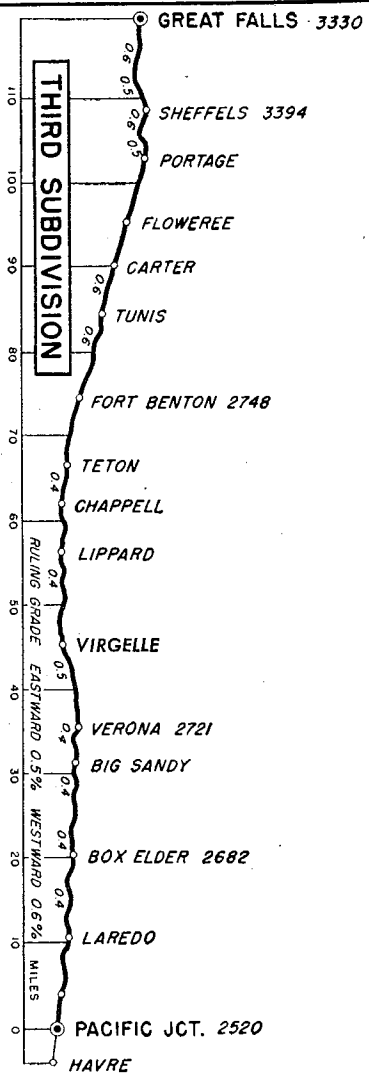 GREAT FALLS 3330
0.6
0.5
SHEFFELS 3394
0.6
0.5
PORTAGE
FLOWEREE
CARTER
0.6
TUNIS
0.6
FORT BENTON 2748
TETON
0.4
CHAPPELL
LIPPARD
0.4
VIRGELLE
0.5
VERONA 2721
0.4
BIG SANDY
0.4
0.4
BOX ELDER 2682
0.4
LAREDO
PACIFIC JCT. 2520
HAVRE
THIRD SUBDIVISION
110
100
90
80
70
60
50
40
30
20
10
0
MILES
RULING GRADE EASTWARD 0.5% WESTWARD 0.6%